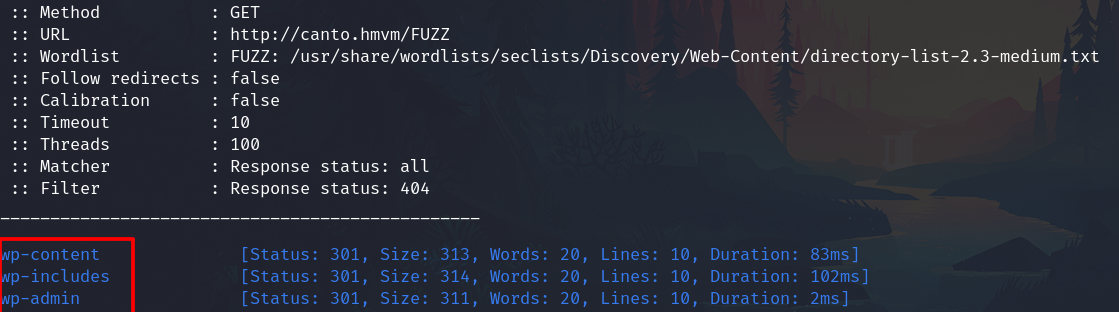 :: Method : GET
:: URL : http://canto.hmvm/FUZZ
:: Wordlist : FUZZ: /usr/share/wordlists/seclists/Discovery/Web-Content/directory-list-2.3-medium.txt
:: Follow redirects : false
:: Calibration : false
:: Timeout : 10
:: Threads : 100
:: Matcher : Response status: all
:: Filter : Response status: 404
________________________________________________
wp-content [Status: 301, Size: 313, Words: 20, Lines: 10, Duration: 83ms]
wp-includes [Status: 301, Size: 314, Words: 20, Lines: 10, Duration: 102ms]
wp-admin [Status: 301, Size: 311, Words: 20, Lines: 10, Duration: 2ms]